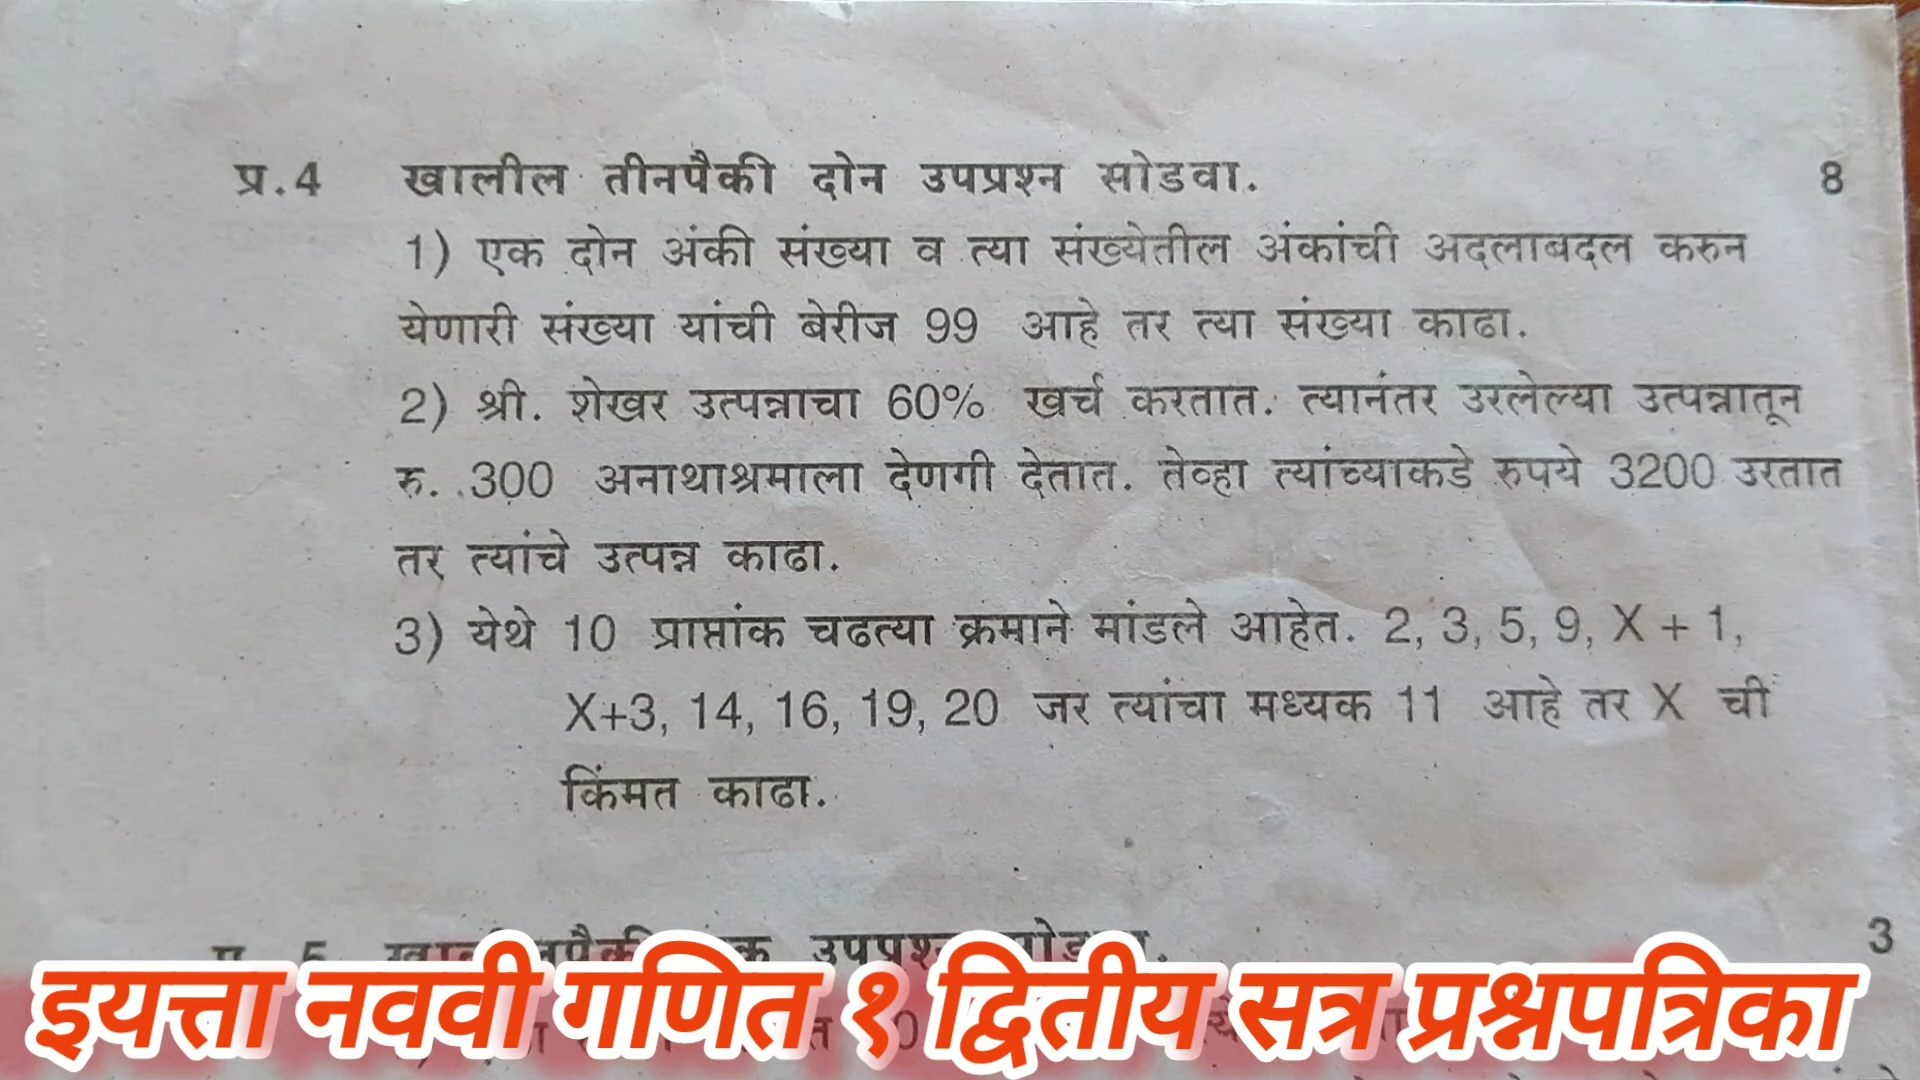 प्र.4 खालील तीनपैकी दोन उपप्रश्न सोडवा. 8
1) एक दोन अंकी संख्या व त्या संख्येतील अंकांची अदलाबदल करुन
येणारी संख्या यांची बेरीज 99 आहे तर त्या संख्या काढा.
2) श्री. शेखर उत्पन्नाचा 60% खर्च करतात. त्यानंतर उरलेल्या उत्पन्नातून
रु. 300 अनाथाश्रमाला देणगी देतात. तेव्हा त्यांच्याकडे रुपये 3200 उरतात
तर त्यांचे उत्पन्न काढा.
3) येथे 10 प्राप्तांक चढत्या क्रमाने मांडले आहेत. 2, 3, 5, 9, X + 1,
X+3, 14, 16, 19, 20 जर त्यांचा मध्यक 11 आहे तर X ची
किंमत काढा.
5 उपप्रश्न 3
इयत्ता नववी गणित १ द्वितीय सत्र प्रश्नपत्रिका